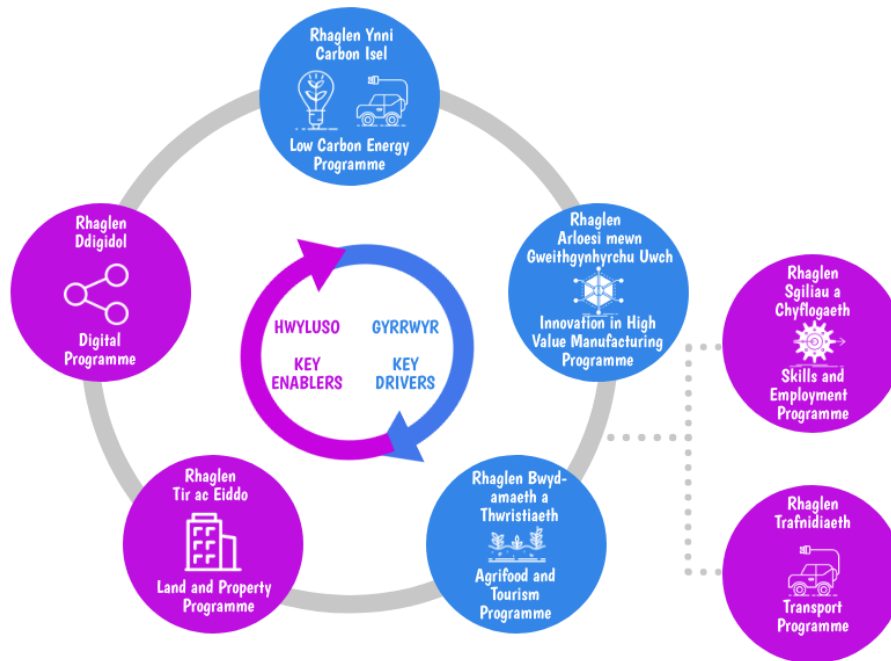 Rhaglen Ynni
Carbon Isel
Low Carbon Energy
Programme
Rhaglen
Ddigidol
Digital
Programme
Rhaglen
Arloesi mewn
Gweithgynhyrchu Uwch
Innovation in High
Value Manufacturing
Programme
HWYLUSO
KEY
ENABLERS
GYRRWYR
KEY
DRIVERS
Rhaglen
Tir ac Eiddo
Land and Property
Programme
Rhaglen Bwyd-
amaeth a
Thwristiaeth
Agrifood and
Tourism
Programme
Rhaglen
Sgiliau a
Chyflogaeth
Skills and
Employment
Programme
Rhaglen
Trafnidiaeth
Transport
Programme